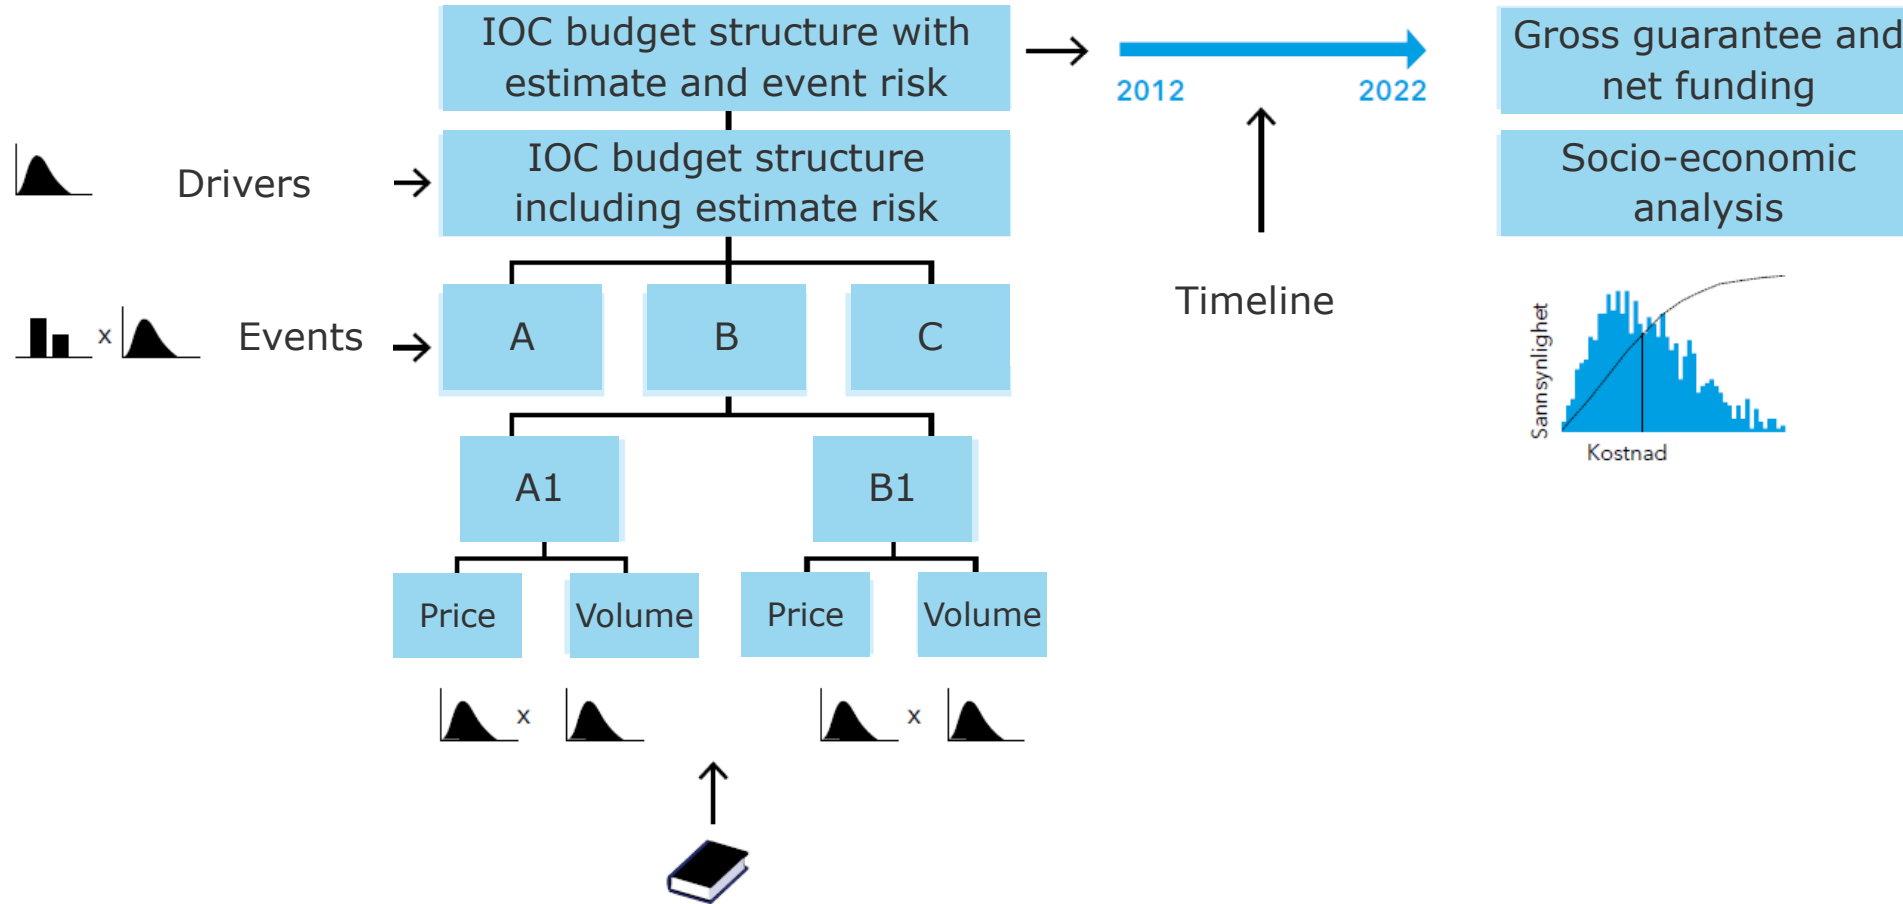 IOC budget structure with
estimate and event risk
2012
2022
Gross guarantee and
net funding
Drivers
IOC budget structure
including estimate risk
Socio-economic
analysis
x
Events
A
B
C
Timeline
Sannsynlighet
Kostnad
A1
B1
Price
Volume
Price
Volume
x
x